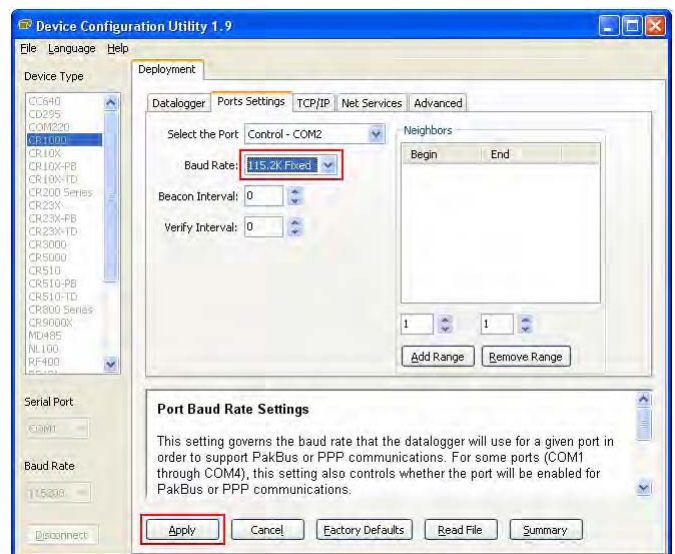 Device Configuration Utility 1.9
File Language Help
Device Type
CC640
CD295
COM220
CR1000
CR10X
CR10X-PB
CR10X-TD
CR200 Series
CR23X
CR23X-PB
CR23X-TD
CR3000
CR5000
CR510
CR510-PB
CR510-TD
CR800 Series
CR9000X
MD485
NL100
RF400
Serial Port
COM1
Baud Rate
115200
Disconnect
Deployment
Datalogger Ports Settings TCP/IP Net Services Advanced
Select the Port Control - COM2
Baud Rate: 115.2K Fixed
Beacon Interval: 0
Verify Interval: 0
Neighbors
Begin End
1 1
Add Range Remove Range
Port Baud Rate Settings
This setting governs the baud rate that the datalogger will use for a given port in
order to support PakBus or PPP communications. For some ports (COM1
through COM4), this setting also controls whether the port will be enabled for
PakBus or PPP communications.
Apply Cancel Factory Defaults Read File Summary